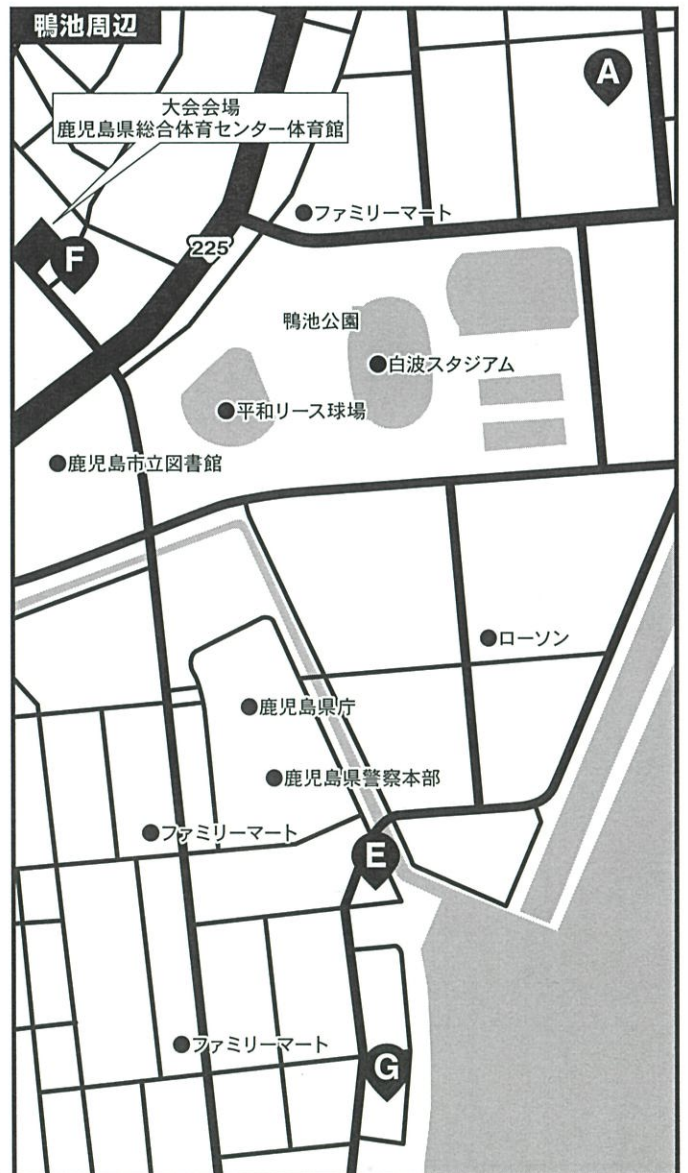 鴨池周辺
A
大会会場
鹿児島県総合体育センター体育館
ファミリーマート
F
225
鴨池公園
白波スタジアム
平和リース球場
鹿児島市立図書館
ローソン
鹿児島県庁
鹿児島県警察本部
ファミリーマート
E
ファミリーマート
G